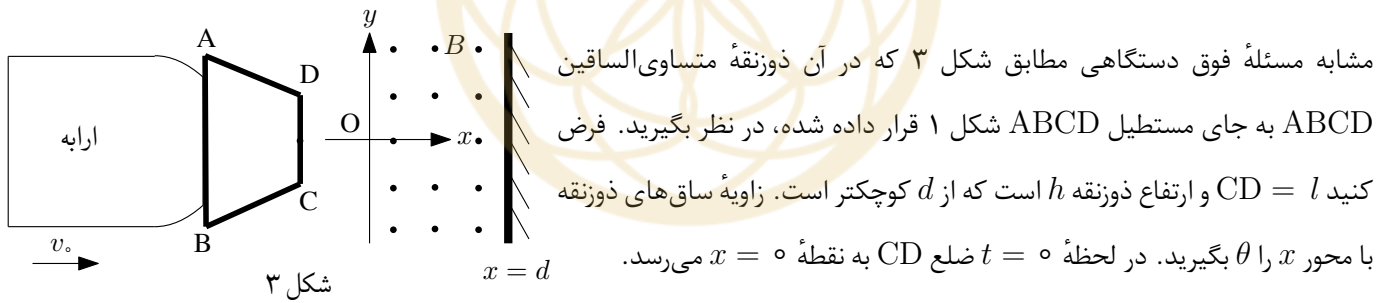 مشابه مسئلهٔ فوق دستگاهی مطابق شکل ۳ که در آن ذوزنقهٔ متساوی‌الساقین
ABCD به جای مستطیل ABCD شکل ۱ قرار داده شده، در نظر بگیرید. فرض
کنید CD = l و ارتفاع ذوزنقه h است که از d کوچکتر است. زاویهٔ ساق‌های ذوزنقه
با محور x را θ بگیرید. در لحظهٔ t = ۰ ضلع CD به نقطهٔ x = ۰ می‌رسد.
y
A
B
D
O
x
ارابه
C
B
v₀
x = d
شکل ۳